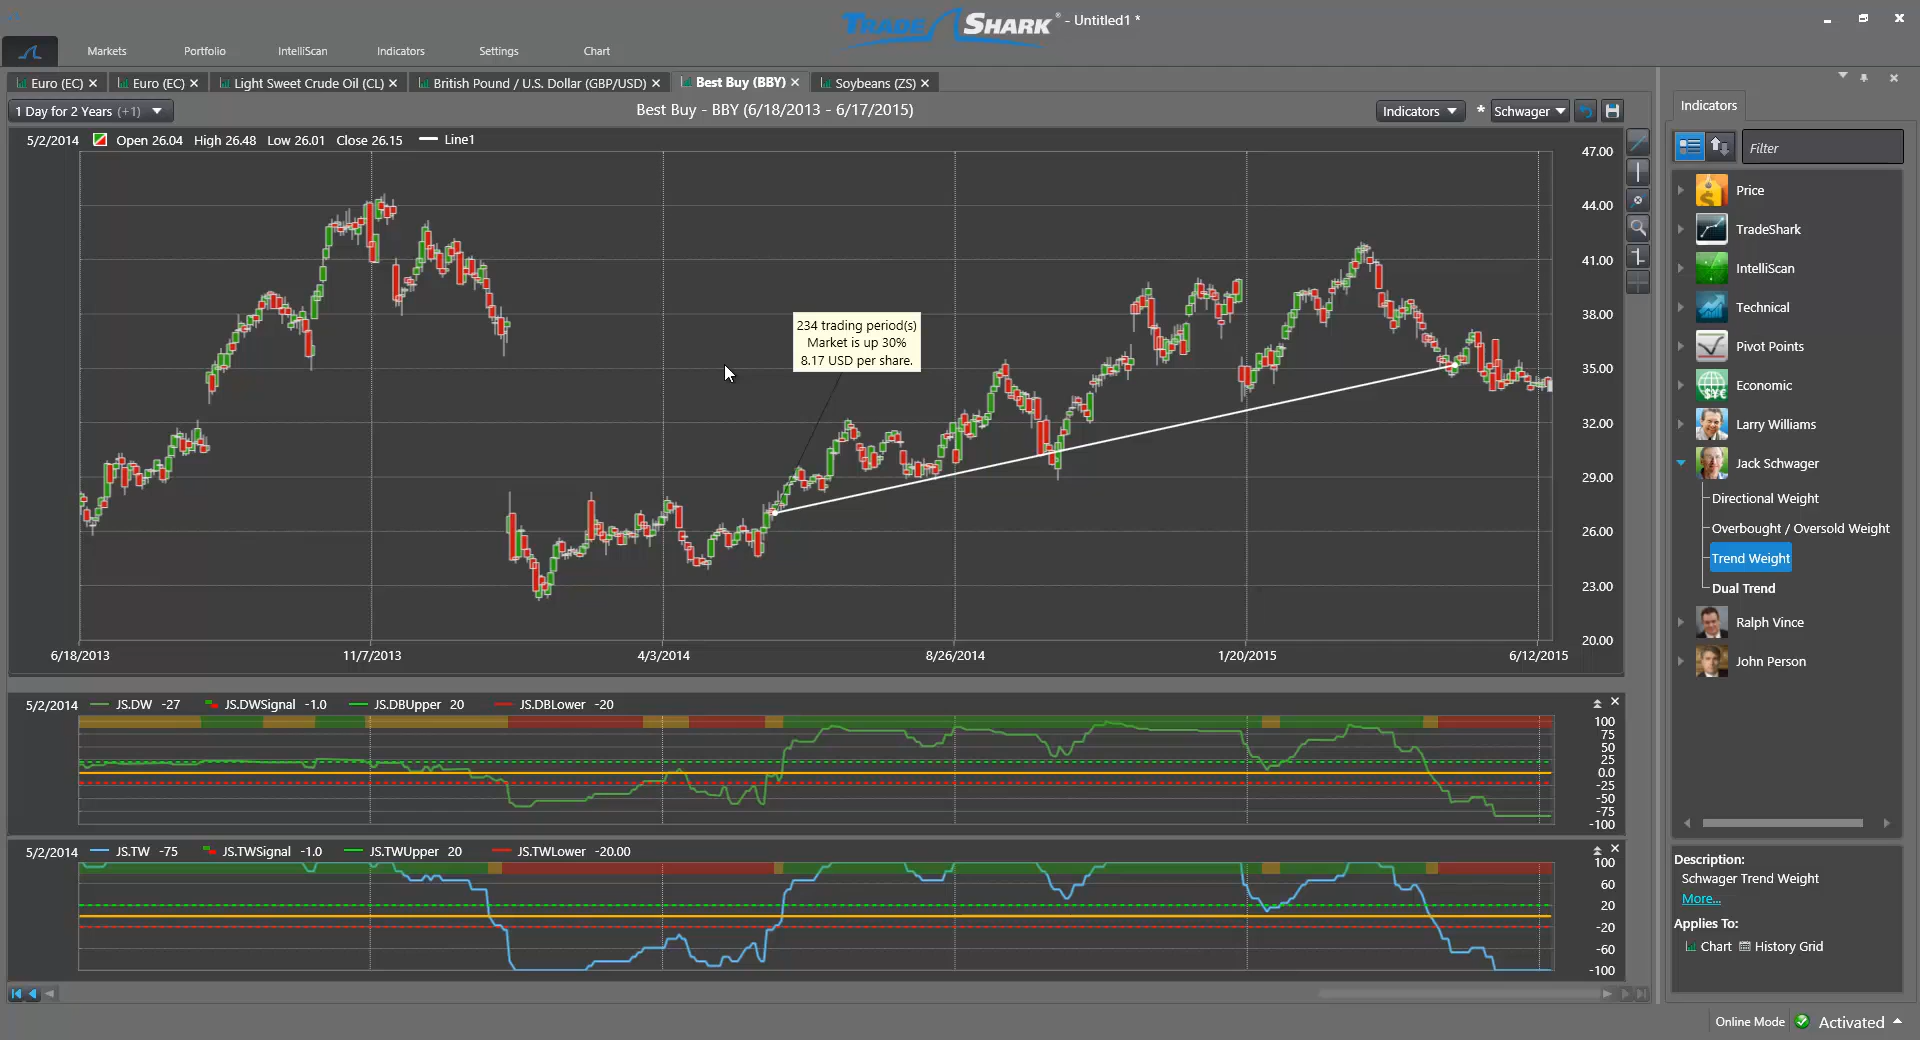 TRADE SHARK® - Untitled1 *
Markets Portfolio IntelliScan Indicators Settings Chart
Euro (EC) Euro (EC) Light Sweet Crude Oil (CL) British Pound / U.S. Dollar (GBP/USD) Best Buy (BBY) Soybeans (ZS)
1 Day for 2 Years (+1)
Best Buy - BBY (6/18/2013 - 6/17/2015)
Indicators * Schwager
5/2/2014 Open 26.04 High 26.48 Low 26.01 Close 26.15 Line1
47.00
44.00
41.00
38.00
35.00
32.00
29.00
26.00
23.00
20.00
234 trading period(s)
Market is up 30%
8.17 USD per share.
6/18/2013 11/7/2013 4/3/2014 8/26/2014 1/20/2015 6/12/2015
5/2/2014 JS.DW -27 JS.DWSignal -1.0 JS.DBUpper 20 JS.DBLower -20
100
75
50
25
0.0
-25
-50
-75
-100
5/2/2014 JS.TW -75 JS.TWSignal -1.0 JS.TWUpper 20 JS.TWLower -20.00
100
60
20
-20
-60
-100
Indicators
Filter
Price
TradeShark
IntelliScan
Technical
Pivot Points
Economic
Larry Williams
Jack Schwager
Directional Weight
Overbought / Oversold Weight
Trend Weight
Dual Trend
Ralph Vince
John Person
Description:
Schwager Trend Weight
More...
Applies To:
Chart History Grid
Online Mode Activated